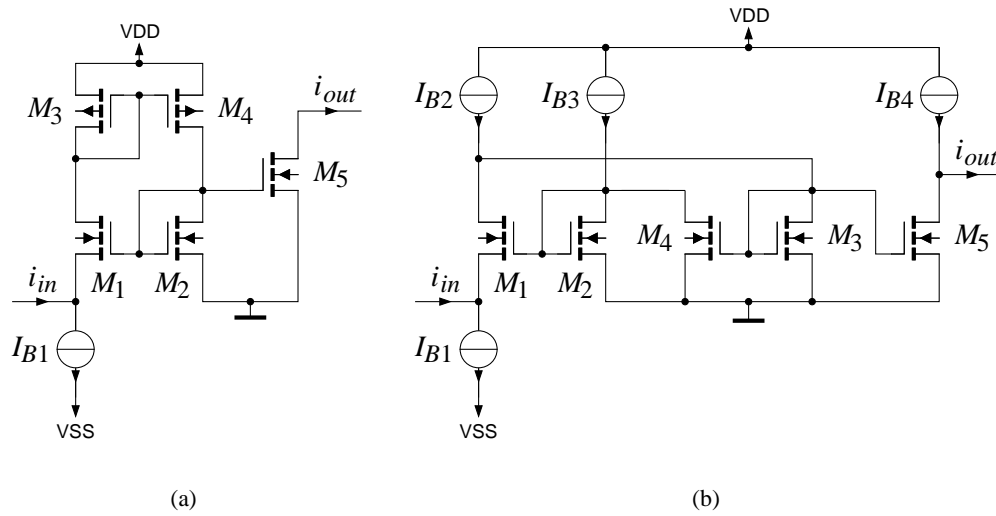 VDD
M3
M4
iout
M5
M1
M2
iin
IB1
VSS
(a)
VDD
IB2
IB3
IB4
iout
M4
M3
M5
M1
M2
iin
IB1
VSS
(b)